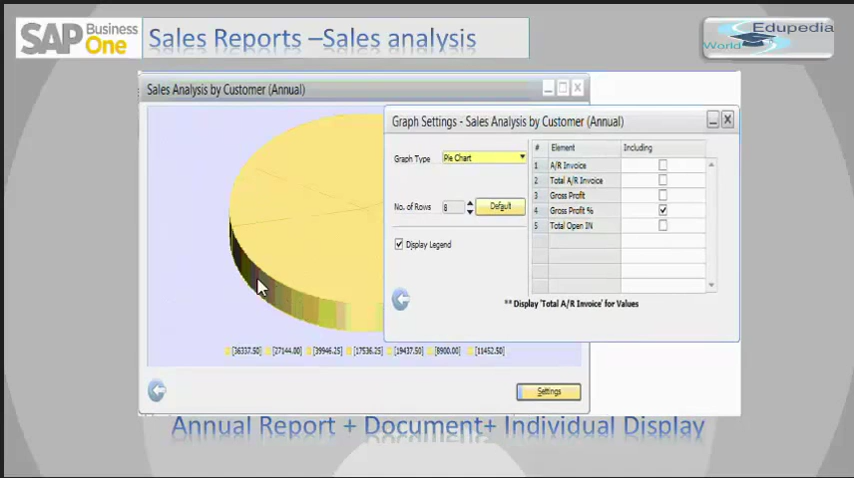 SAP Business One
Sales Reports –Sales analysis
Edupedia
World
Sales Analysis by Customer (Annual)
Graph Settings - Sales Analysis by Customer (Annual)
Graph Type
Pie Chart
No. of Rows
8
Default
Display Legend
# Element Including
1 A/R Invoice
2 Total A/R Invoice
3 Gross Profit
4 Gross Profit %
5 Total Open IN
** Display 'Total A/R Invoice' for Values
[36337.50] [27144.00] [39946.25] [17536.25] [19437.50] [8900.00] [11452.50]
Settings
Annual Report + Document+ Individual Display